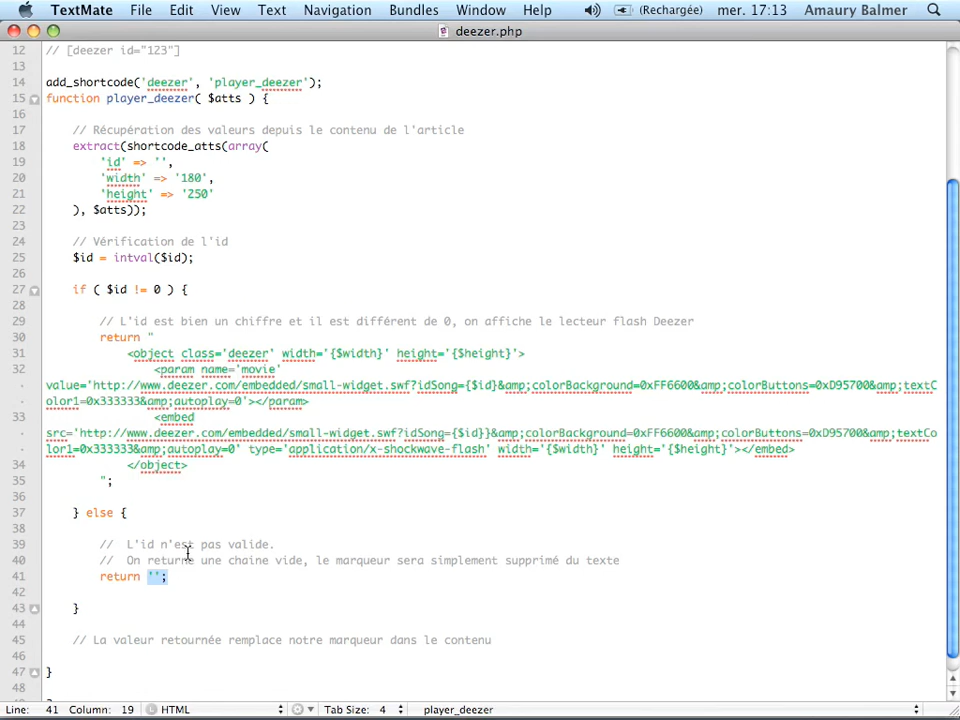 TextMate File Edit View Text Navigation Bundles Window Help (Rechargée) mer. 17:13 Amaury Balmer
deezer.php
12 // [deezer id="123"]
13
14 add_shortcode('deezer', 'player_deezer');
15 function player_deezer( $atts ) {
16
17 // Récupération des valeurs depuis le contenu de l'article
18 extract(shortcode_atts(array(
19 'id' => '',
20 'width' => '180',
21 'height' => '250'
22 ), $atts));
23
24 // Vérification de l'id
25 $id = intval($id);
26
27 if ( $id != 0 ) {
28
29 // L'id est bien un chiffre et il est différent de 0, on affiche le lecteur flash Deezer
30 return "
31 <object class='deezer' width='{$width}' height='{$height}'>
32 <param name='movie'
value='http://www.deezer.com/embedded/small-widget.swf?idSong={$id}&amp;colorBackground=0xFF6600&amp;colorButtons=0xD95700&amp;textC
olor1=0x333333&amp;autoplay=0'></param>
33 <embed
src='http://www.deezer.com/embedded/small-widget.swf?idSong={$id}}&amp;colorBackground=0xFF6600&amp;colorButtons=0xD95700&amp;textCo
lor1=0x333333&amp;autoplay=0' type='application/x-shockwave-flash' width='{$width}' height='{$height}'></embed>
34 </object>
35 ";
36
37 } else {
38
39 // L'id n'est pas valide.
40 // On returne une chaine vide, le marqueur sera simplement supprimé du texte
41 return '';
42
43 }
44
45 // La valeur retournée remplace notre marqueur dans le contenu
46
47 }
48
Line: 41 Column: 19 HTML Tab Size: 4 player_deezer